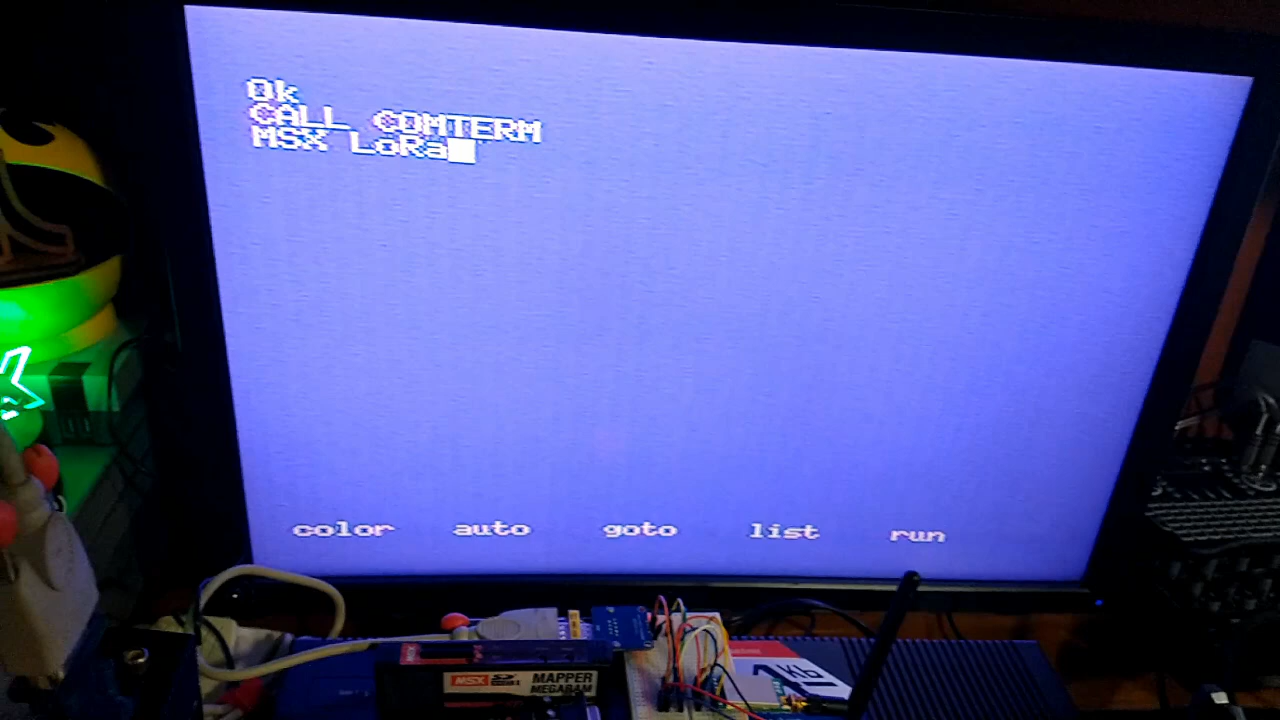 Ok
CALL COMTERM
MSX LoRa
color auto goto list run
MSX
MAPPER
MEGARAM